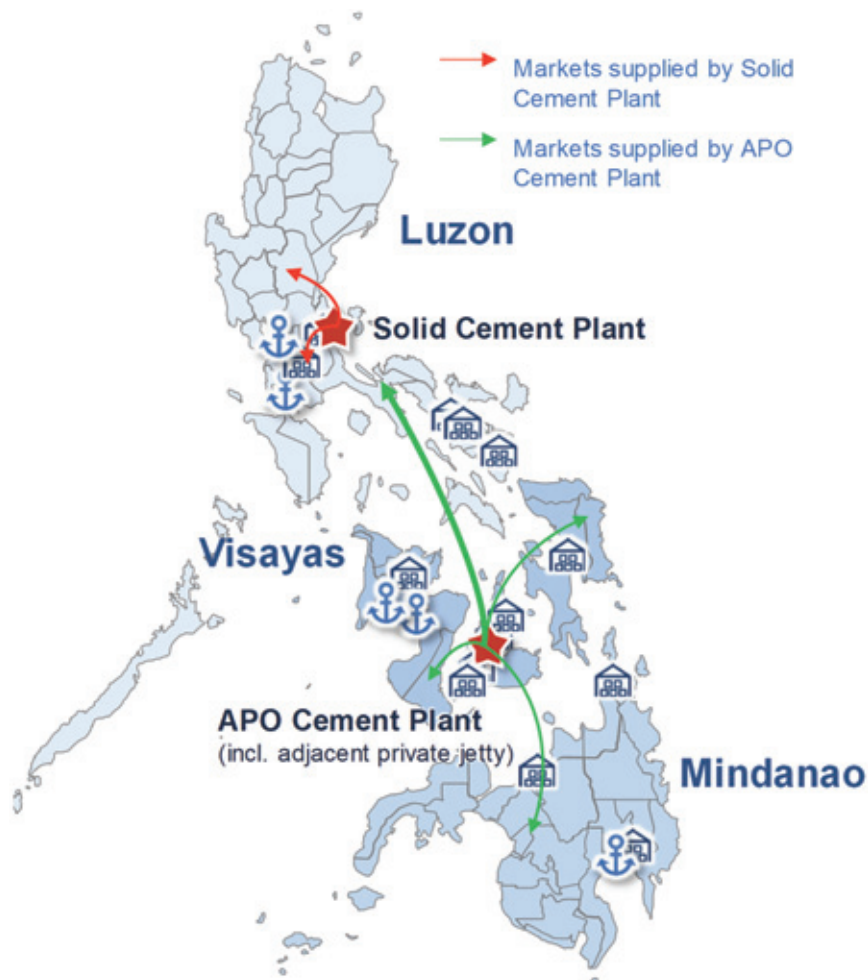 Markets supplied by Solid
Cement Plant
Markets supplied by APO
Cement Plant
Luzon
Solid Cement Plant
Visayas
APO Cement Plant
(incl. adjacent private jetty)
Mindanao